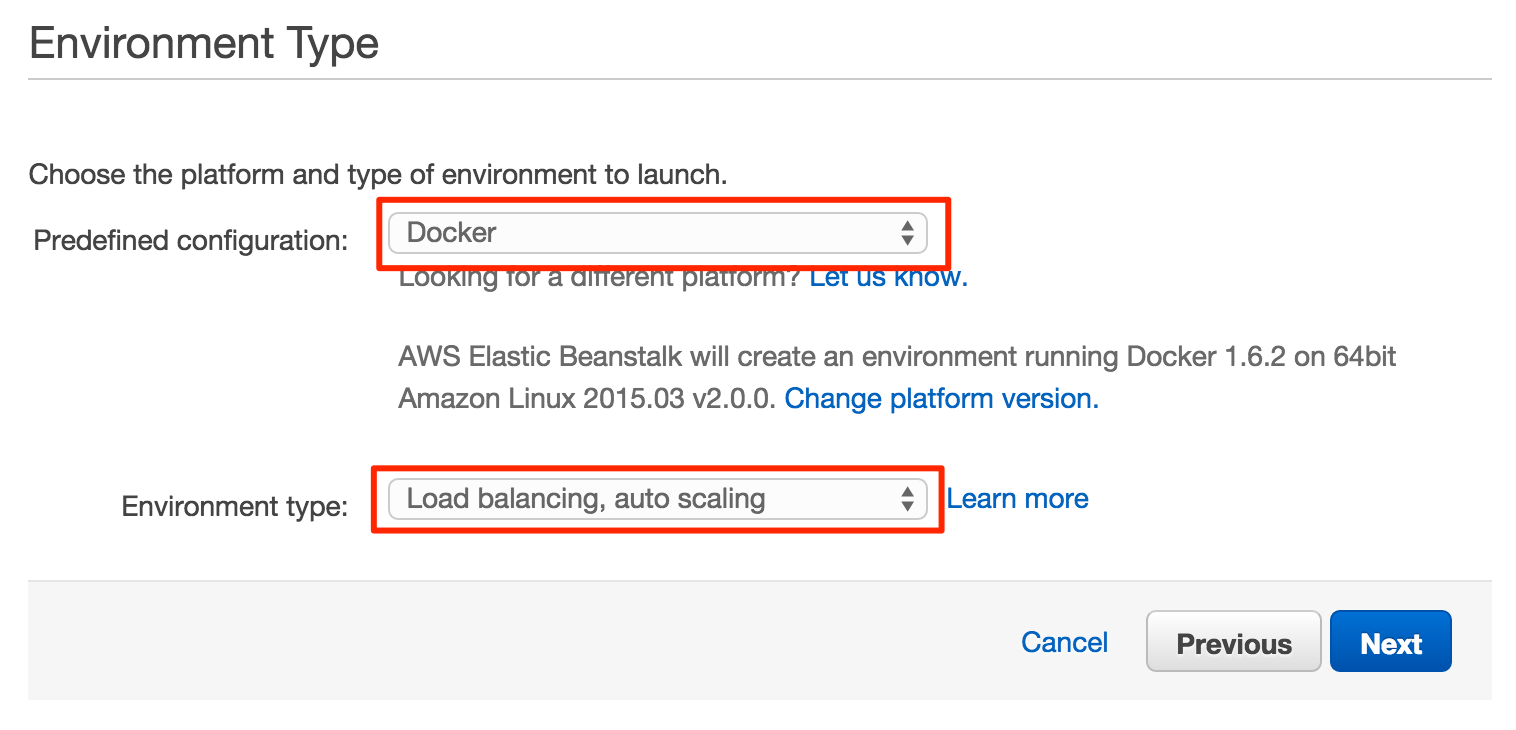 Environment Type
Choose the platform and type of environment to launch.
Predefined configuration: Docker
Looking for a different platform? Let us know.
AWS Elastic Beanstalk will create an environment running Docker 1.6.2 on 64bit
Amazon Linux 2015.03 v2.0.0. Change platform version.
Environment type: Load balancing, auto scaling Learn more
Cancel Previous Next